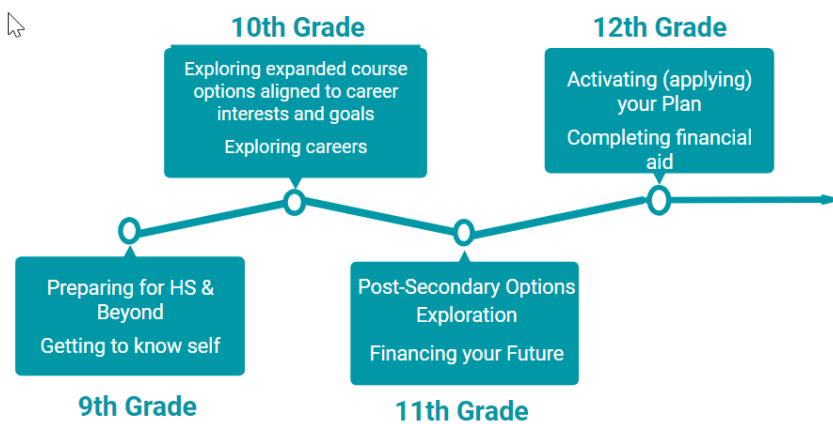 10th Grade
Exploring expanded course
options aligned to career
interests and goals
Exploring careers
12th Grade
Activating (applying)
your Plan
Completing financial
aid
Preparing for HS &
Beyond
Getting to know self
9th Grade
Post-Secondary Options
Exploration
Financing your Future
11th Grade